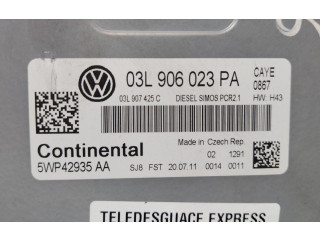 03L 906 023 PA
CAYE
0867
03L 907 425 C DIESEL SIMOS PCR2.1 HW: H43
Continental
Made in Czech Rep.
5WP42935 AA
02 1291
SJ8 FST 20.07.11 0014 0011
TELEDESGUACE EXPRESS